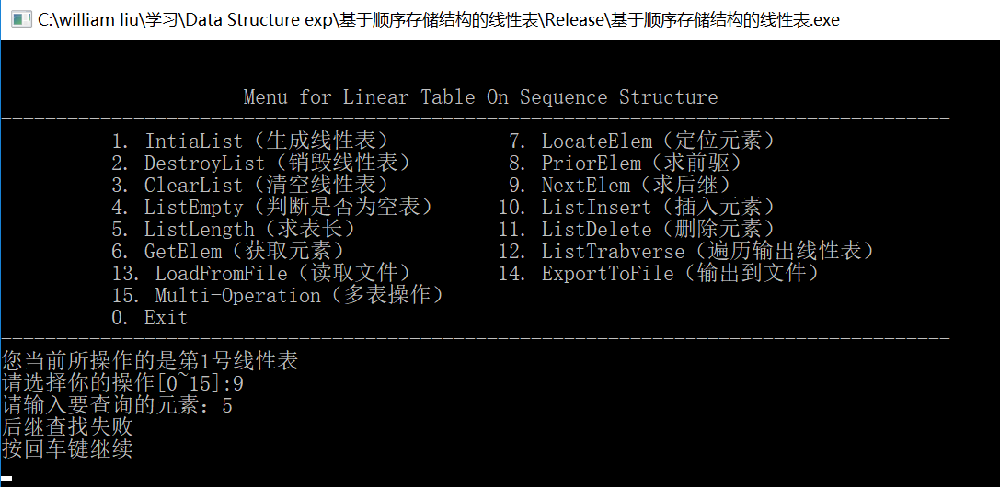 C:\william liu\学习\Data Structure exp\基于顺序存储结构的线性表\Release\基于顺序存储结构的线性表.exe
Menu for Linear Table On Sequence Structure
--------------------------------------------------------------------------------------
1. IntiaList（生成线性表） 7. LocateElem（定位元素）
2. DestroyList（销毁线性表） 8. PriorElem（求前驱）
3. ClearList（清空线性表） 9. NextElem（求后继）
4. ListEmpty（判断是否为空表） 10. ListInsert（插入元素）
5. ListLength（求表长） 11. ListDelete（删除元素）
6. GetElem（获取元素） 12. ListTrabverse（遍历输出线性表）
13. LoadFromFile（读取文件） 14. ExportToFile（输出到文件）
15. Multi-Operation（多表操作）
0. Exit
--------------------------------------------------------------------------------------
您当前所操作的是第1号线性表
请选择你的操作[0~15]:9
请输入要查询的元素：5
后继查找失败
按回车键继续